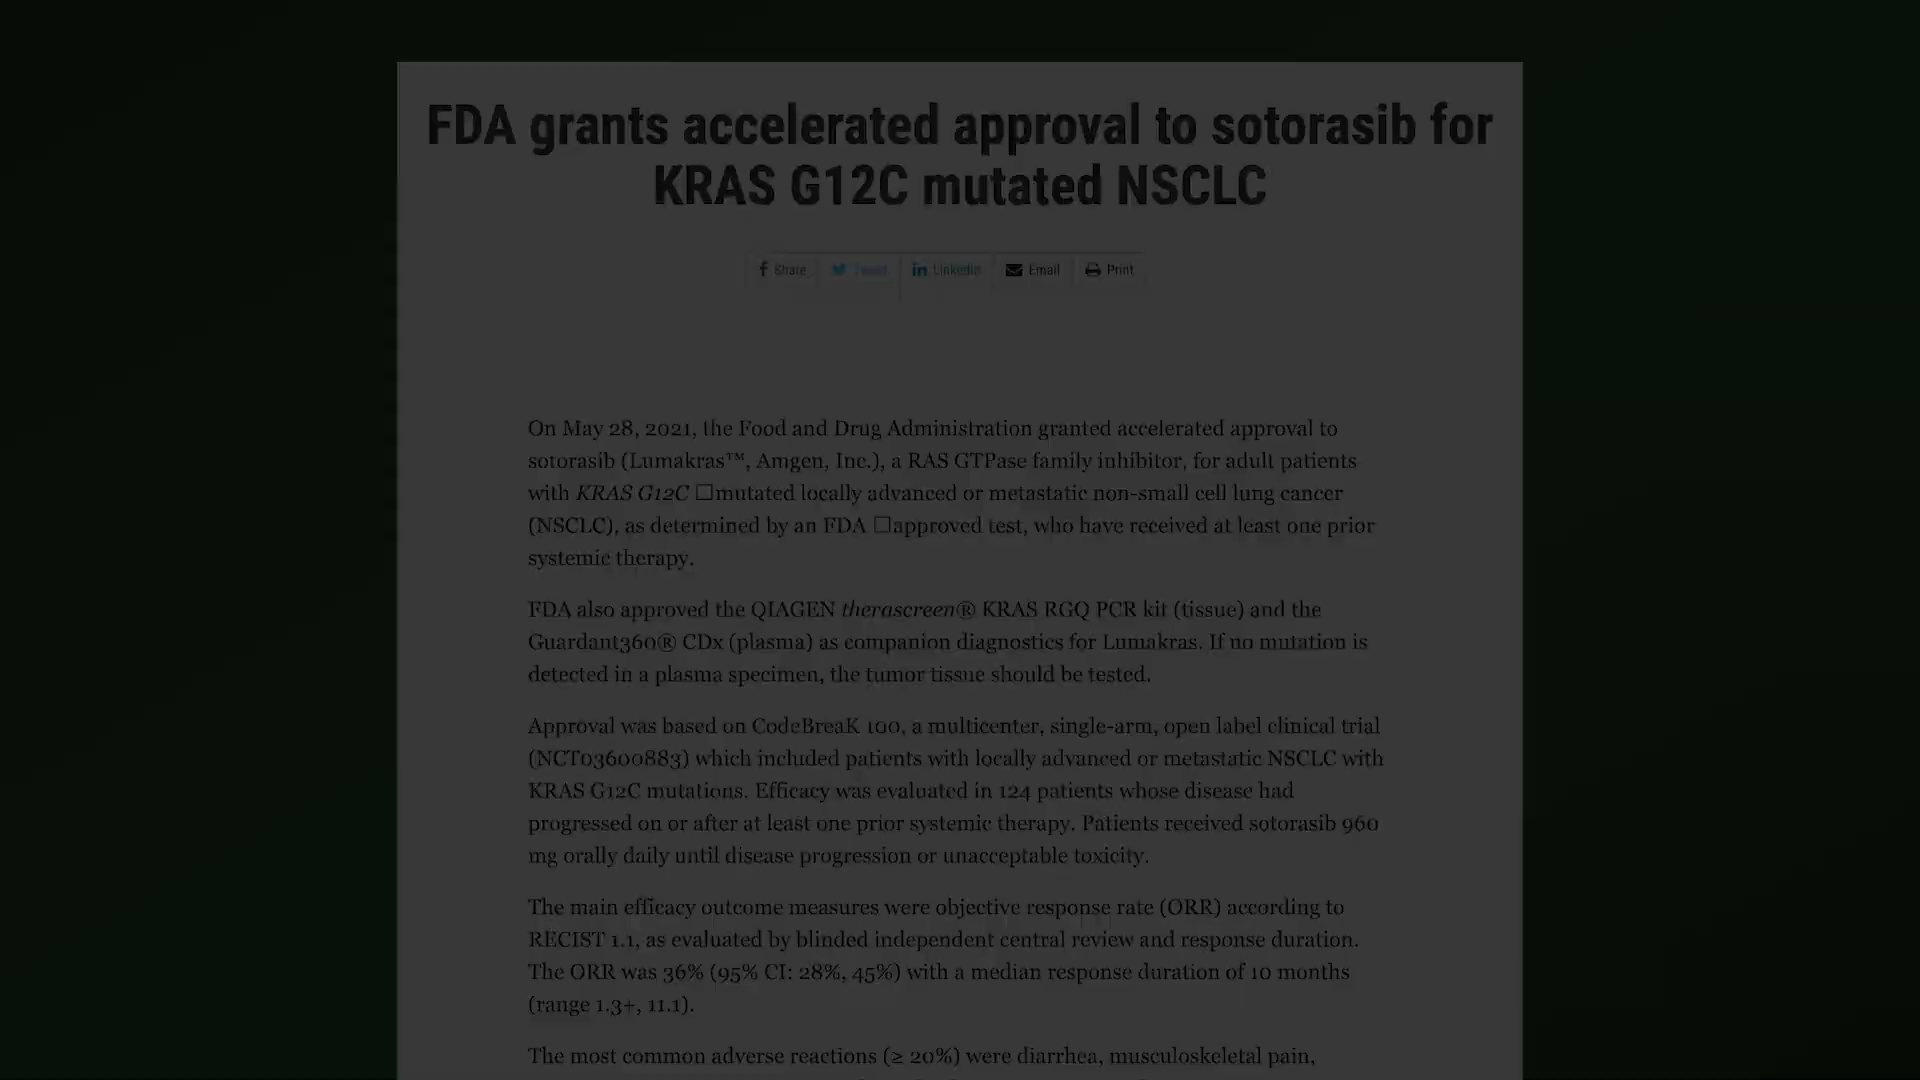 FDA grants accelerated approval to sotorasib for
KRAS G12C mutated NSCLC
Share Tweet Linkedin Email Print
On May 28, 2021, the Food and Drug Administration granted accelerated approval to
sotorasib (Lumakras™, Amgen, Inc.), a RAS GTPase family inhibitor, for adult patients
with KRAS G12C □mutated locally advanced or metastatic non-small cell lung cancer
(NSCLC), as determined by an FDA □approved test, who have received at least one prior
systemic therapy.
FDA also approved the QIAGEN therascreen® KRAS RGQ PCR kit (tissue) and the
Guardant360® CDx (plasma) as companion diagnostics for Lumakras. If no mutation is
detected in a plasma specimen, the tumor tissue should be tested.
Approval was based on CodeBreaK 100, a multicenter, single-arm, open label clinical trial
(NCT03600883) which included patients with locally advanced or metastatic NSCLC with
KRAS G12C mutations. Efficacy was evaluated in 124 patients whose disease had
progressed on or after at least one prior systemic therapy. Patients received sotorasib 960
mg orally daily until disease progression or unacceptable toxicity.
The main efficacy outcome measures were objective response rate (ORR) according to
RECIST 1.1, as evaluated by blinded independent central review and response duration.
The ORR was 36% (95% CI: 28%, 45%) with a median response duration of 10 months
(range 1.3+, 11.1).
The most common adverse reactions (≥ 20%) were diarrhea, musculoskeletal pain,